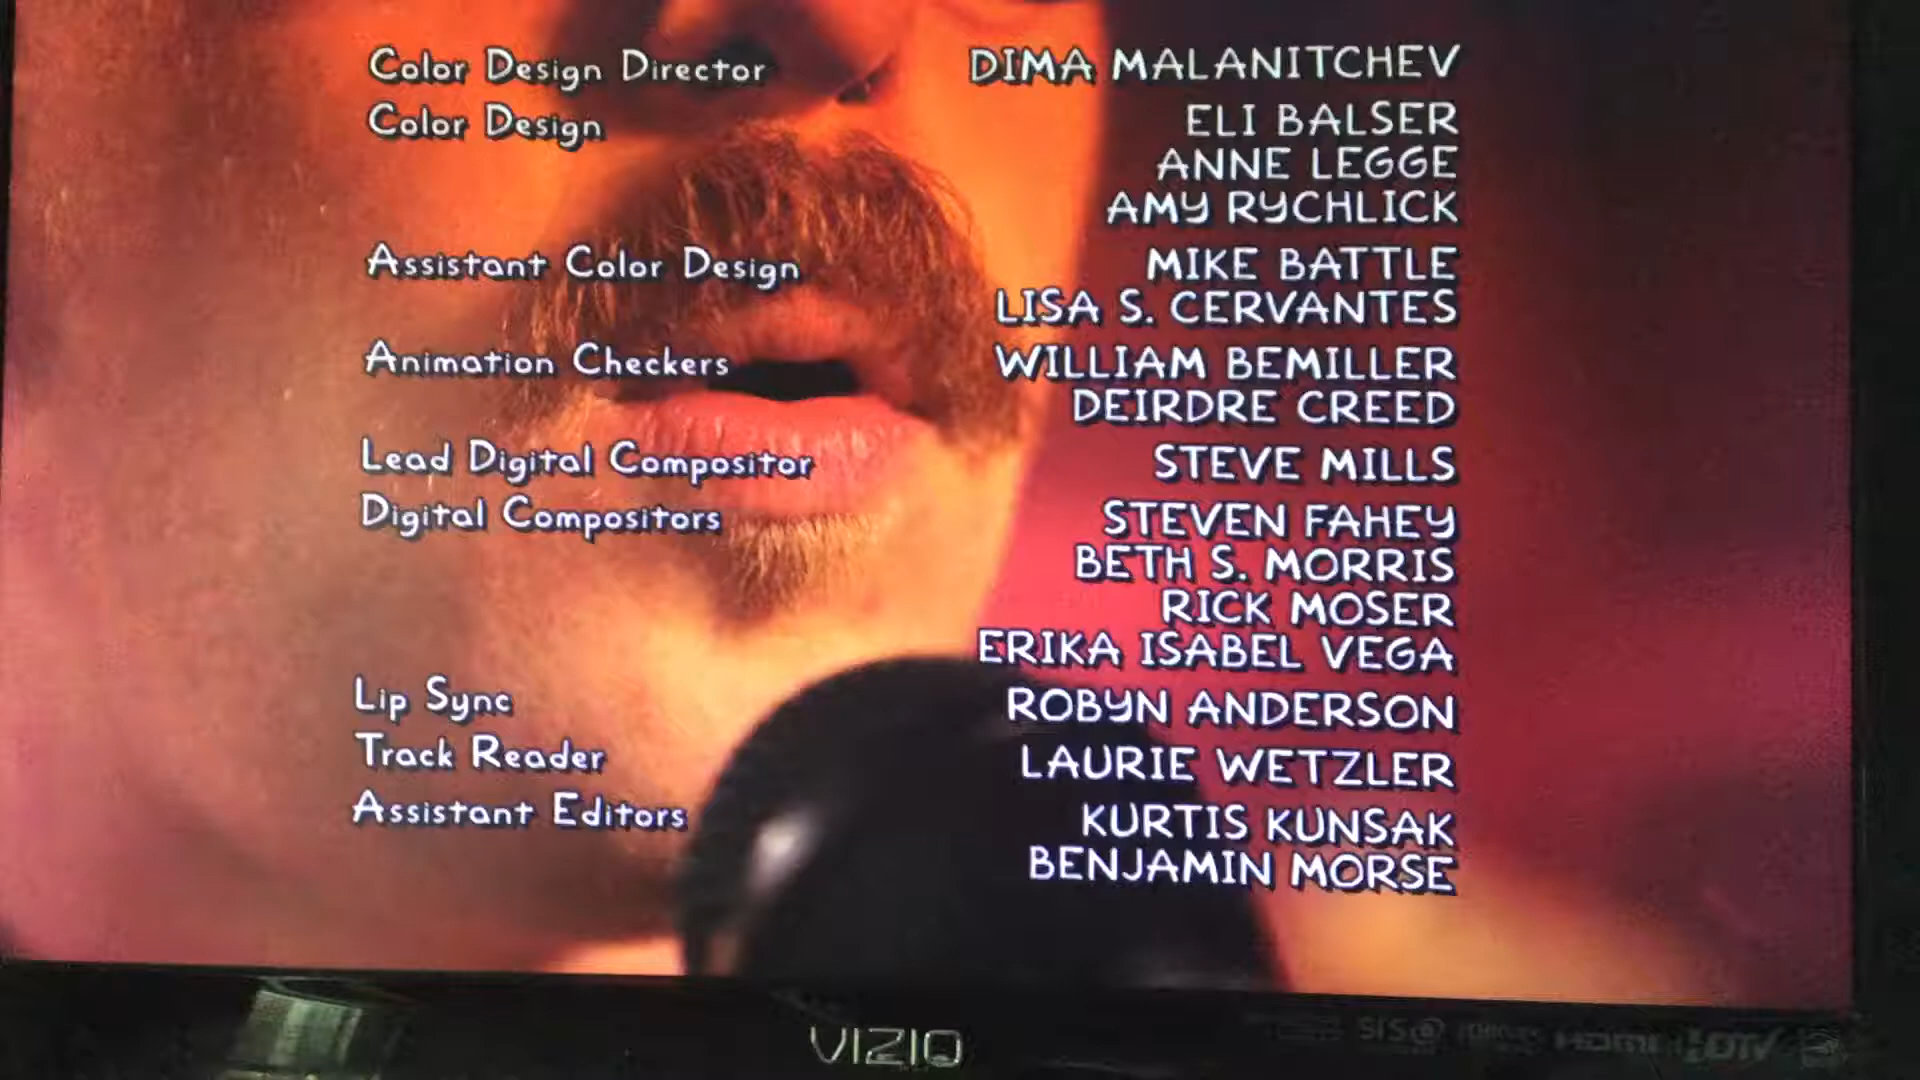 Color Design Director DIMA MALANITCHEV
Color Design ELI BALSER
ANNE LEGGE
AMY RYCHLICK
Assistant Color Design MIKE BATTLE
LISA S. CERVANTES
Animation Checkers WILLIAM BEMILLER
DEIRDRE CREED
Lead Digital Compositor STEVE MILLS
Digital Compositors STEVEN FAHEY
BETH S. MORRIS
RICK MOSER
ERIKA ISABEL VEGA
Lip Sync ROBYN ANDERSON
Track Reader LAURIE WETZLER
Assistant Editors KURTIS KUNSAK
BENJAMIN MORSE
VIZIO HDMI HDTV